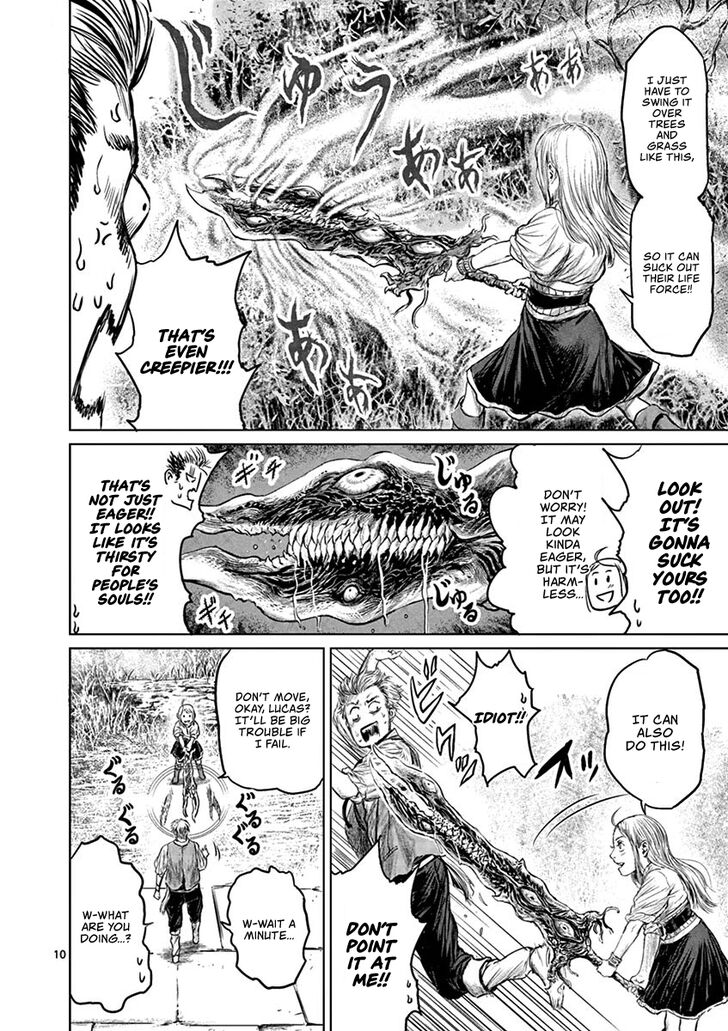 I JUST
HAVE TO
SWING IT
OVER
TREES
AND
GRASS
LIKE THIS,
SO IT CAN
SUCK OUT
THEIR LIFE
FORCE!!
ああ
じゅう
ああ
ああ
THAT'S
EVEN
CREEPIER!!!
LOOK
OUT!
IT'S
GONNA
SUCK
YOURS
TOO!!
DON'T
WORRY!
IT MAY
LOOK
KINDA
EAGER,
BUT IT'S
HARM-
LESS...
じゅる
じゅる
ギチ
ギチ
THAT'S
NOT JUST
EAGER!!
IT LOOKS
LIKE IT'S
THIRSTY
FOR
PEOPLE'S
SOULS!!
IT CAN
ALSO
DO THIS!
IDIOT!!
DON'T
POINT
IT AT
ME!!
DON'T MOVE,
OKAY, LUCAS?
IT'LL BE BIG
TROUBLE IF
I FAIL.
ぐるぐる
ぐるぐる
W-WAIT A
MINUTE...
W-WHAT
ARE YOU
DOING...?
10